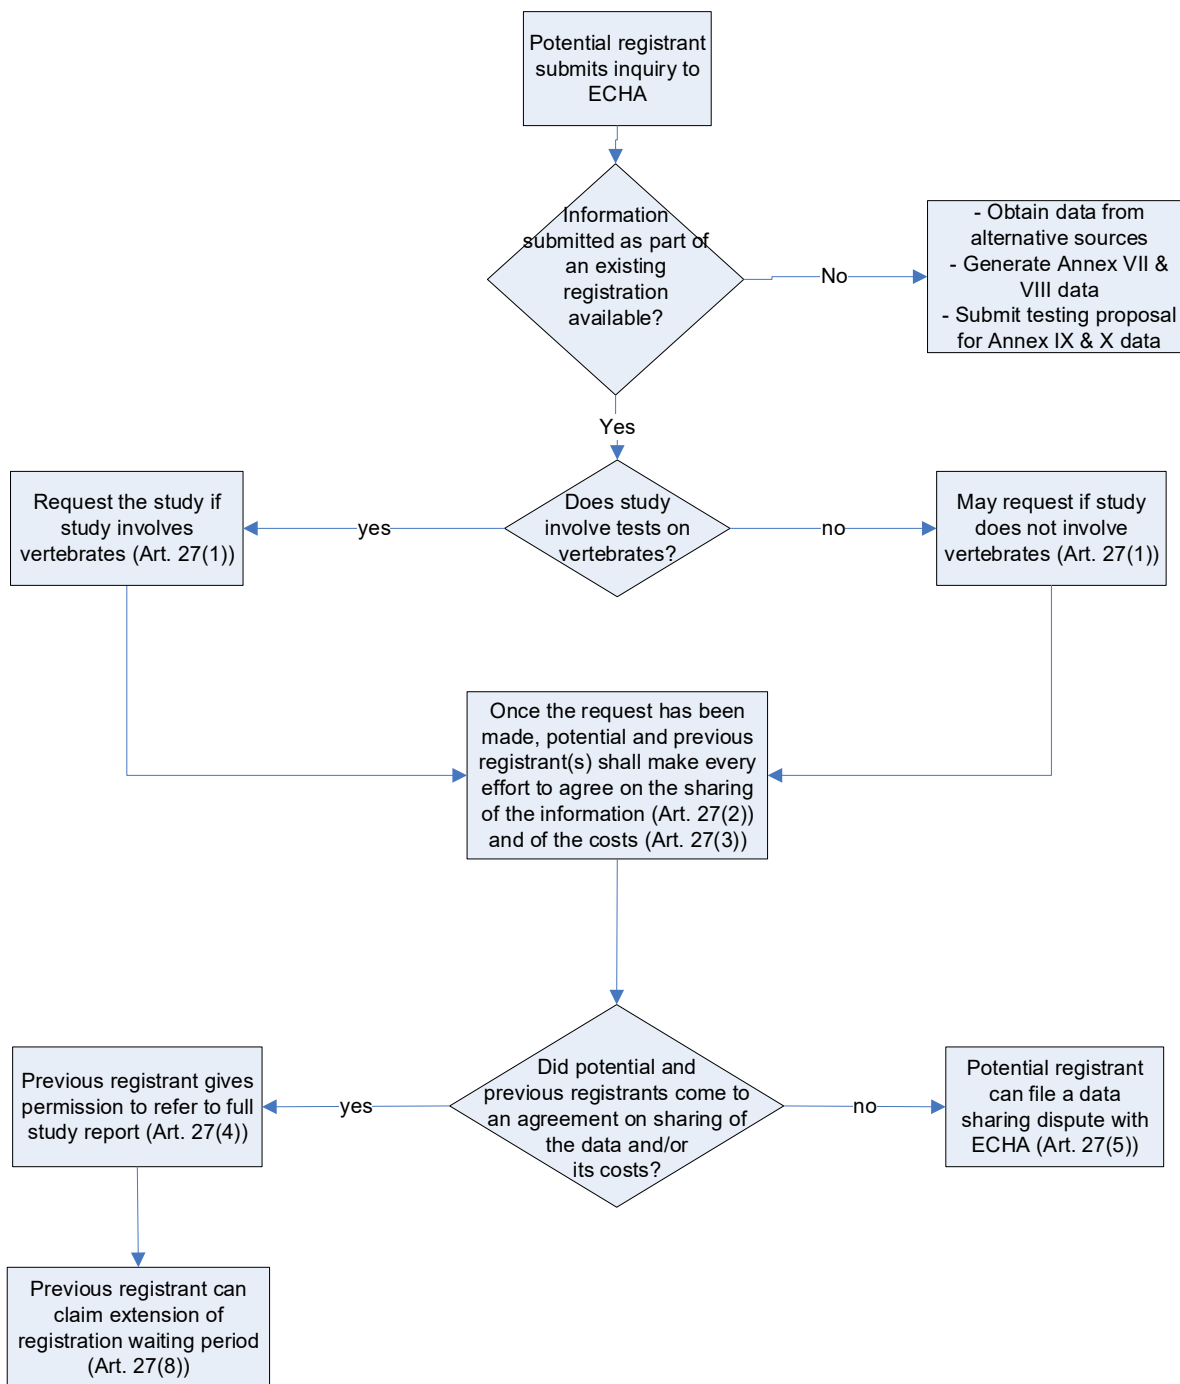 Potential registrant
submits inquiry to
ECHA
Information
submitted as part of
an existing
registration
available?
No
- Obtain data from
alternative sources
- Generate Annex VII &
VIII data
- Submit testing proposal
for Annex IX & X data
Yes
Request the study if
study involves
vertebrates (Art. 27(1))
yes
Does study
involve tests on
vertebrates?
no
May request if study
does not involve
vertebrates (Art. 27(1))
Once the request has been
made, potential and previous
registrant(s) shall make every
effort to agree on the sharing
of the information (Art. 27(2))
and of the costs (Art. 27(3))
Previous registrant gives
permission to refer to full
study report (Art. 27(4))
yes
Did potential and
previous registrants come to
an agreement on sharing of
the data and/or
its costs?
no
Potential registrant
can file a data
sharing dispute with
ECHA (Art. 27(5))
Previous registrant can
claim extension of
registration waiting period
(Art. 27(8))